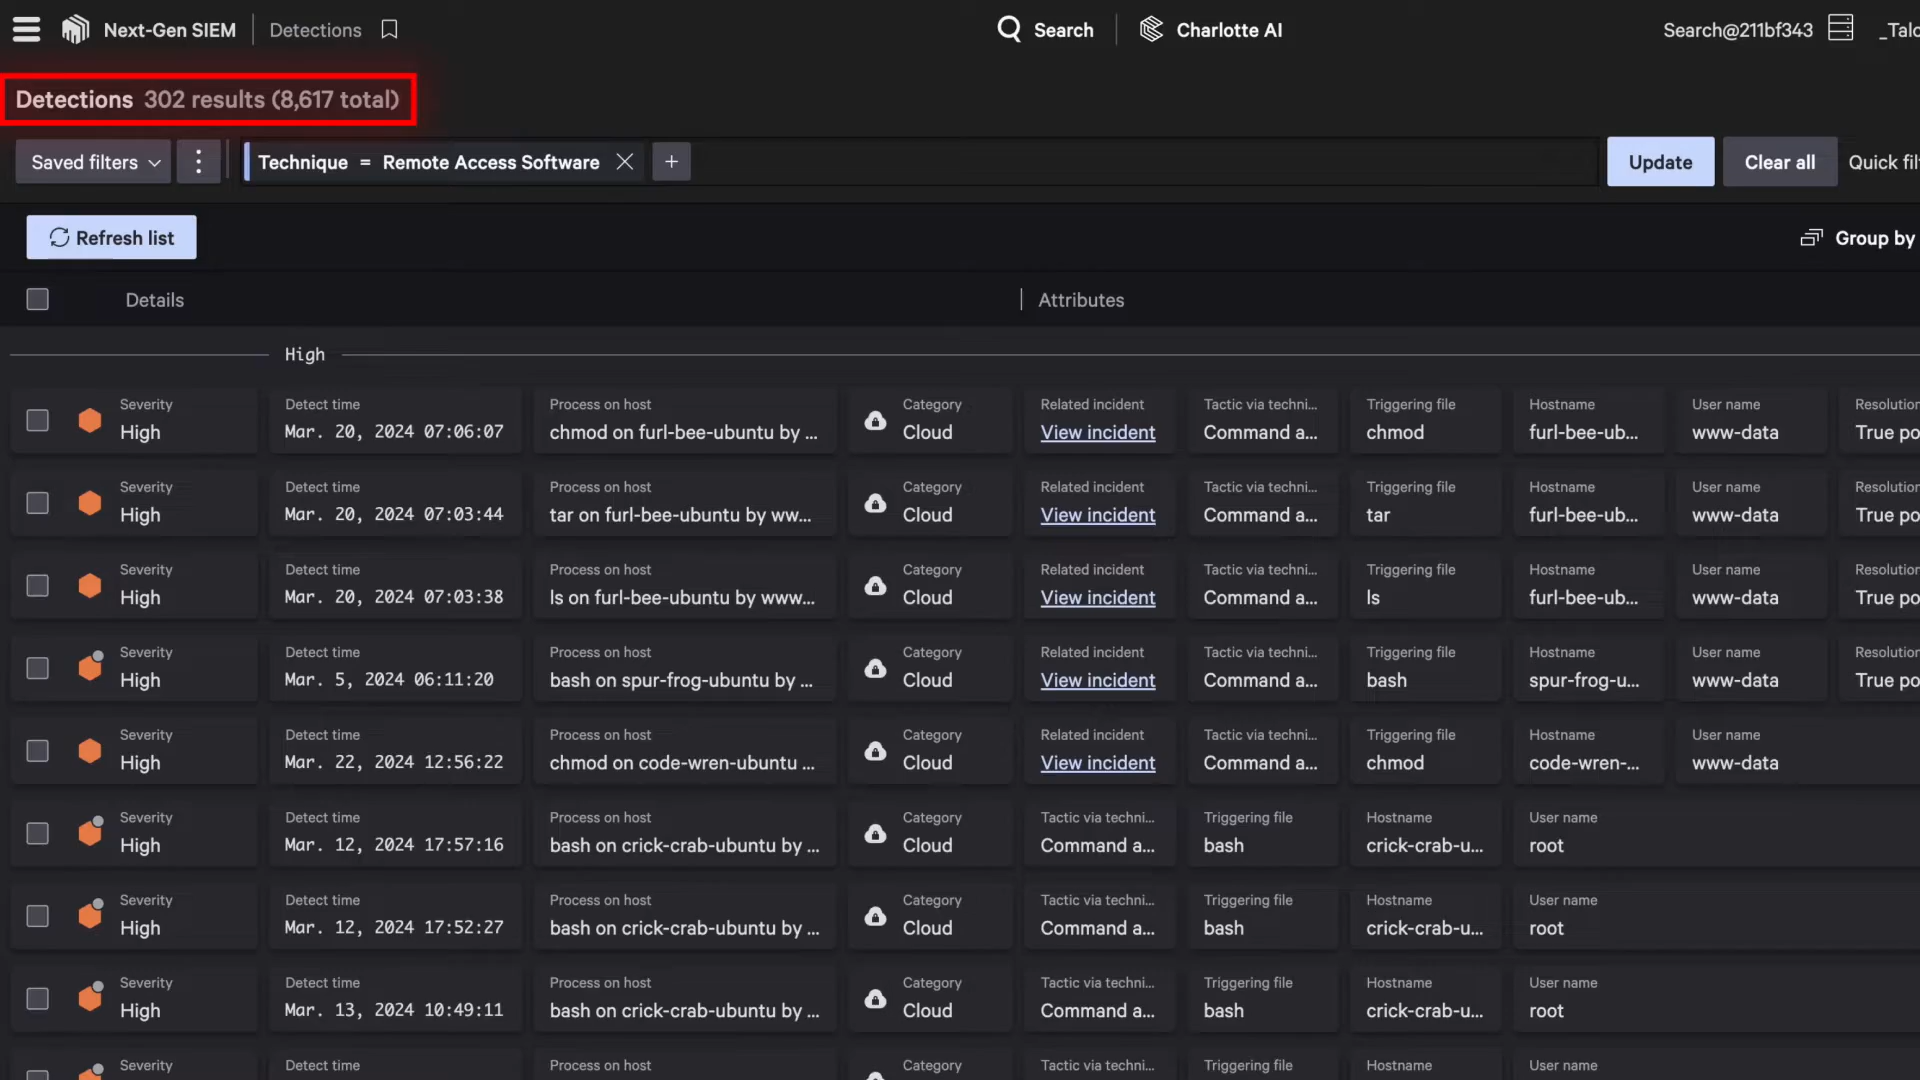 Next-Gen SIEM Detections Search Charlotte AI Search@211bf343 _Talo
Detections 302 results (8,617 total)
Saved filters Technique = Remote Access Software + Update Clear all Quick fil
Refresh list Group by
Details Attributes
High
Severity Detect time Process on host Category Related incident Tactic via techni... Triggering file Hostname User name Resolution
High Mar. 20, 2024 07:06:07 chmod on furl-bee-ubuntu by ... Cloud View incident Command a... chmod furl-bee-ub... www-data True po
Severity Detect time Process on host Category Related incident Tactic via techni... Triggering file Hostname User name Resolution
High Mar. 20, 2024 07:03:44 tar on furl-bee-ubuntu by ww... Cloud View incident Command a... tar furl-bee-ub... www-data True po
Severity Detect time Process on host Category Related incident Tactic via techni... Triggering file Hostname User name Resolution
High Mar. 20, 2024 07:03:38 ls on furl-bee-ubuntu by www... Cloud View incident Command a... ls furl-bee-ub... www-data True po
Severity Detect time Process on host Category Related incident Tactic via techni... Triggering file Hostname User name Resolution
High Mar. 5, 2024 06:11:20 bash on spur-frog-ubuntu by ... Cloud View incident Command a... bash spur-frog-u... www-data True po
Severity Detect time Process on host Category Related incident Tactic via techni... Triggering file Hostname User name
High Mar. 22, 2024 12:56:22 chmod on code-wren-ubuntu ... Cloud View incident Command a... chmod code-wren-... www-data
Severity Detect time Process on host Category Tactic via techni... Triggering file Hostname User name
High Mar. 12, 2024 17:57:16 bash on crick-crab-ubuntu by ... Cloud Command a... bash crick-crab-u... root
Severity Detect time Process on host Category Tactic via techni... Triggering file Hostname User name
High Mar. 12, 2024 17:52:27 bash on crick-crab-ubuntu by ... Cloud Command a... bash crick-crab-u... root
Severity Detect time Process on host Category Tactic via techni... Triggering file Hostname User name
High Mar. 13, 2024 10:49:11 bash on crick-crab-ubuntu by ... Cloud Command a... bash crick-crab-u... root
Severity Detect time Process on host Category Tactic via techni... Triggering file Hostname User name